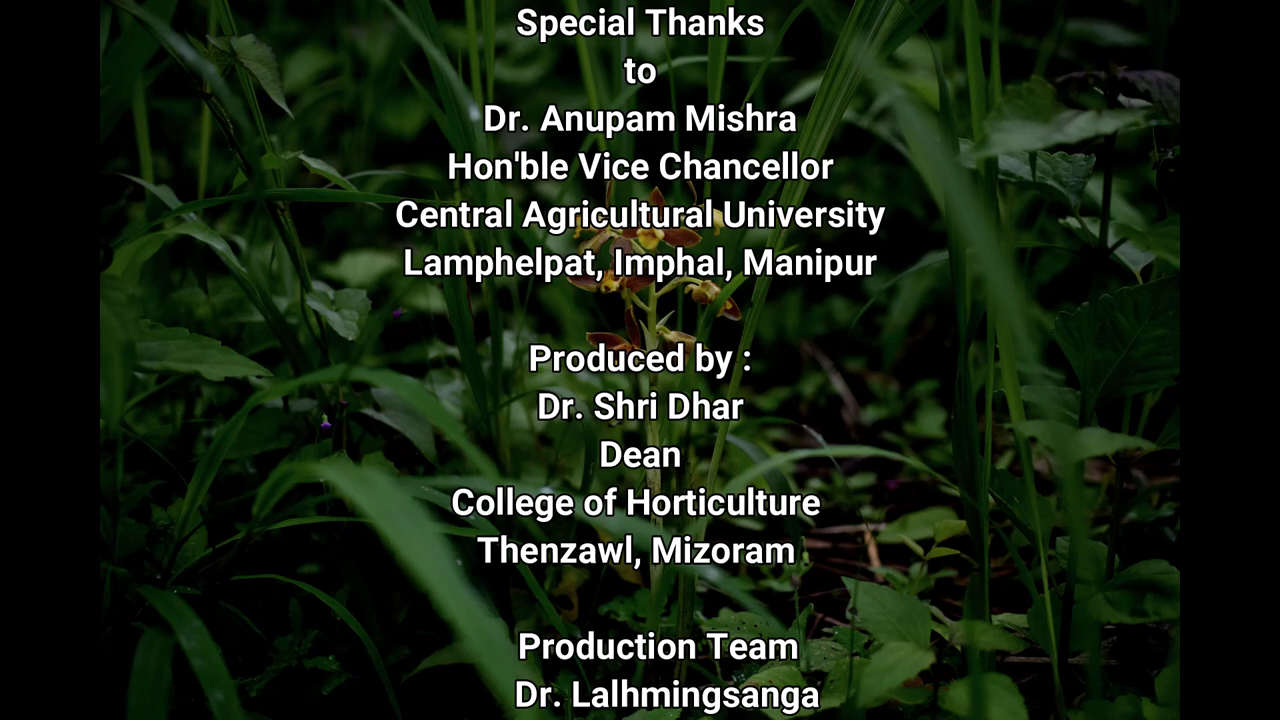 Special Thanks
to
Dr. Anupam Mishra
Hon'ble Vice Chancellor
Central Agricultural University
Lamphelpat, Imphal, Manipur
Produced by :
Dr. Shri Dhar
Dean
College of Horticulture
Thenzawl, Mizoram
Production Team
Dr. Lalhmingsanga